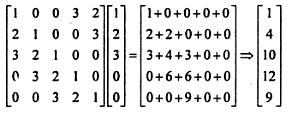 [1 0 0 3 2] [1] [1+0+0+0+0] [1]
[2 1 0 0 3] [2] [2+2+0+0+0] [4]
[3 2 1 0 0] [3] = [3+4+3+0+0] ⇒ [10]
[0 3 2 1 0] [0] [0+6+6+0+0] [12]
[0 0 3 2 1] [0] [0+0+9+0+0] [9]